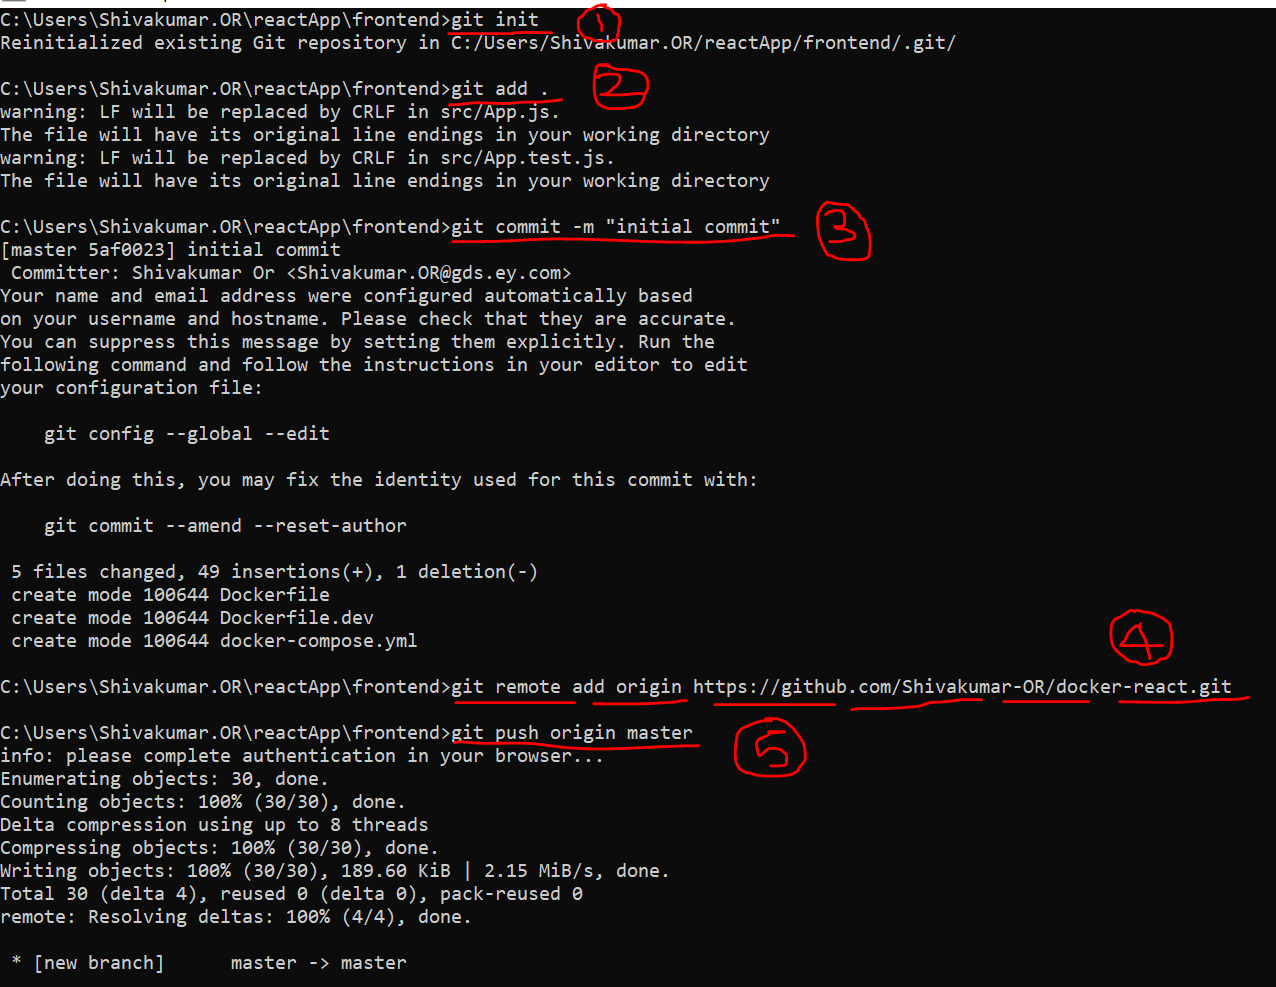 C:\Users\Shivakumar.OR\reactApp\frontend>git init 1
Reinitialized existing Git repository in C:/Users/Shivakumar.OR/reactApp/frontend/.git/
C:\Users\Shivakumar.OR\reactApp\frontend>git add . 2
warning: LF will be replaced by CRLF in src/App.js.
The file will have its original line endings in your working directory
warning: LF will be replaced by CRLF in src/App.test.js.
The file will have its original line endings in your working directory
C:\Users\Shivakumar.OR\reactApp\frontend>git commit -m "initial commit" 3
[master 5af0023] initial commit
 Committer: Shivakumar Or <Shivakumar.OR@gds.ey.com>
Your name and email address were configured automatically based
on your username and hostname. Please check that they are accurate.
You can suppress this message by setting them explicitly. Run the
following command and follow the instructions in your editor to edit
your configuration file:
    git config --global --edit
After doing this, you may fix the identity used for this commit with:
    git commit --amend --reset-author
 5 files changed, 49 insertions(+), 1 deletion(-)
 create mode 100644 Dockerfile
 create mode 100644 Dockerfile.dev
 create mode 100644 docker-compose.yml
4
C:\Users\Shivakumar.OR\reactApp\frontend>git remote add origin https://github.com/Shivakumar-OR/docker-react.git
C:\Users\Shivakumar.OR\reactApp\frontend>git push origin master 5
info: please complete authentication in your browser...
Enumerating objects: 30, done.
Counting objects: 100% (30/30), done.
Delta compression using up to 8 threads
Compressing objects: 100% (30/30), done.
Writing objects: 100% (30/30), 189.60 KiB | 2.15 MiB/s, done.
Total 30 (delta 4), reused 0 (delta 0), pack-reused 0
remote: Resolving deltas: 100% (4/4), done.
 * [new branch]      master -> master